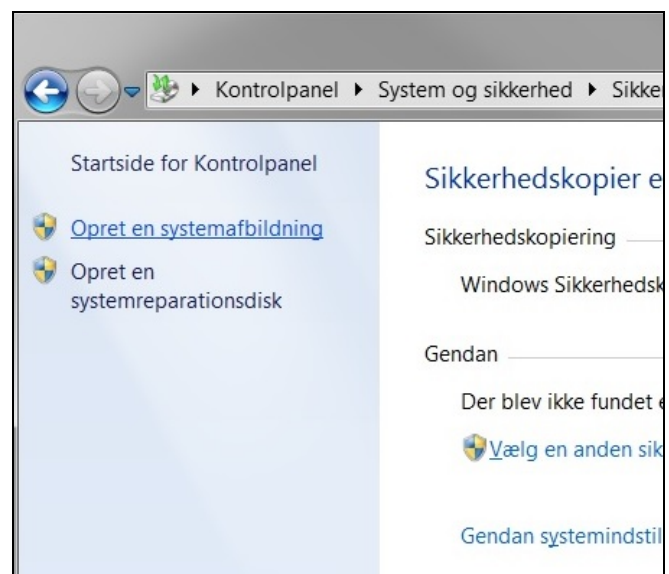 Kontrolpanel System og sikkerhed
Startside for Kontrolpanel
Opret en systemafbildning
Opret en
systemreparationsdisk
Sikkerhedskopier e
Sikkerhedskopiering
Windows Sikkerhedsk
Gendan
Der blev ikke fundet
Vælg en anden sik
Gendan systemindstil